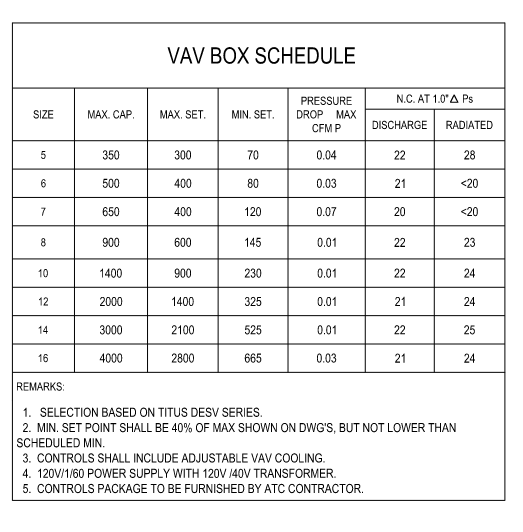 VAV BOX SCHEDULE
SIZE MAX. CAP. MAX. SET. MIN. SET. PRESSURE DROP MAX CFM P N.C. AT 1.0"Δ Ps
DISCHARGE RADIATED
5 350 300 70 0.04 22 28
6 500 400 80 0.03 21 <20
7 650 400 120 0.07 20 <20
8 900 600 145 0.01 22 23
10 1400 900 230 0.01 22 24
12 2000 1400 325 0.01 21 24
14 3000 2100 525 0.01 22 25
16 4000 2800 665 0.03 21 24
REMARKS:
1. SELECTION BASED ON TITUS DESV SERIES.
2. MIN. SET POINT SHALL BE 40% OF MAX SHOWN ON DWG'S, BUT NOT LOWER THAN
SCHEDULED MIN.
3. CONTROLS SHALL INCLUDE ADJUSTABLE VAV COOLING.
4. 120V/1/60 POWER SUPPLY WITH 120V /40V TRANSFORMER.
5. CONTROLS PACKAGE TO BE FURNISHED BY ATC CONTRACTOR.